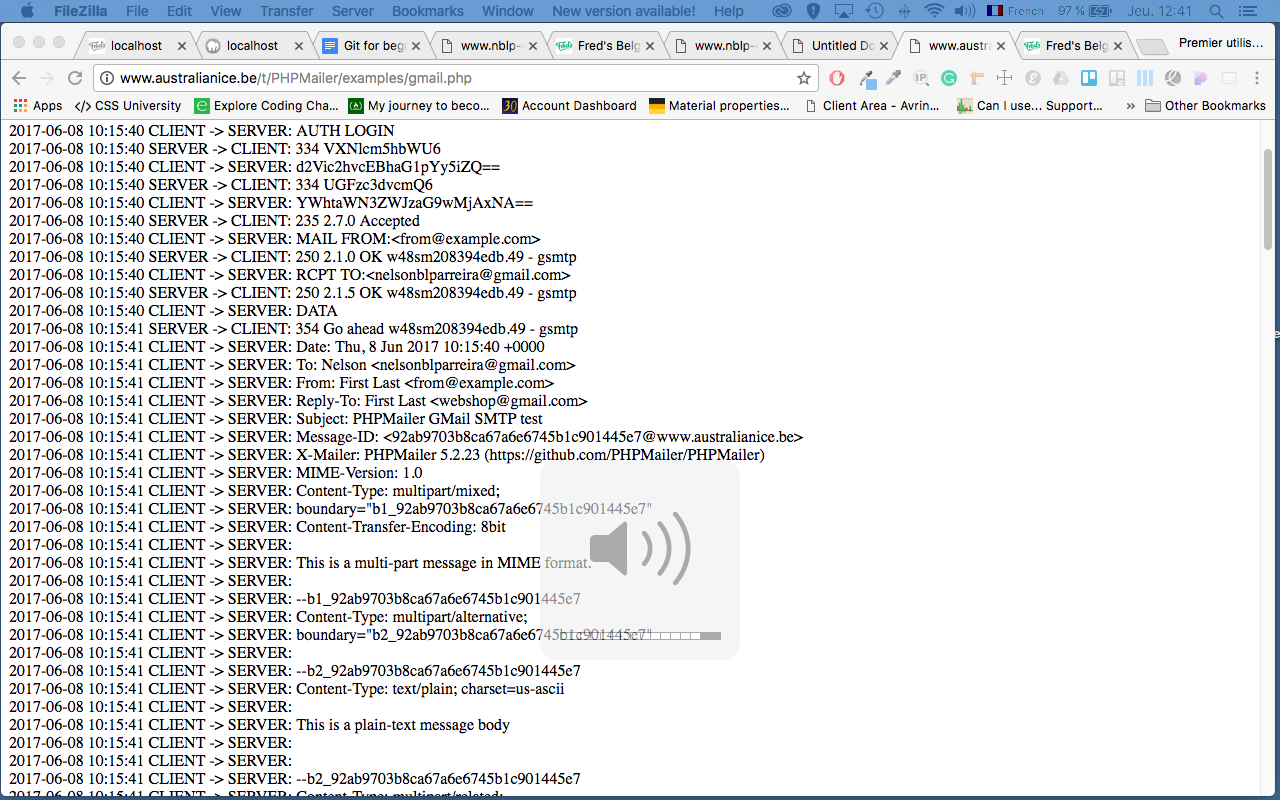 FileZilla File Edit View Transfer Server Bookmarks Window New version available! Help French 97 % Jeu. 12:41
localhost localhost Git for beg www.nblp- Fred's Belg www.nblp- Untitled Do www.austra Fred's Belg Premier utilis...
www.australianice.be/t/PHPMailer/examples/gmail.php
Apps CSS University Explore Coding Cha... My journey to beco... Account Dashboard Material properties... Client Area - Avrin... Can I use... Support... » Other Bookmarks
2017-06-08 10:15:40 CLIENT -> SERVER: AUTH LOGIN
2017-06-08 10:15:40 SERVER -> CLIENT: 334 VXNlcm5hbWU6
2017-06-08 10:15:40 CLIENT -> SERVER: d2Vic2hvcEBhaG1pYy5iZQ==
2017-06-08 10:15:40 SERVER -> CLIENT: 334 UGFzc3dvcmQ6
2017-06-08 10:15:40 CLIENT -> SERVER: YWhtaWN3ZWJzaG9wMjAxNA==
2017-06-08 10:15:40 SERVER -> CLIENT: 235 2.7.0 Accepted
2017-06-08 10:15:40 CLIENT -> SERVER: MAIL FROM:<from@example.com>
2017-06-08 10:15:40 SERVER -> CLIENT: 250 2.1.0 OK w48sm208394edb.49 - gsmtp
2017-06-08 10:15:40 CLIENT -> SERVER: RCPT TO:<nelsonblparreira@gmail.com>
2017-06-08 10:15:40 SERVER -> CLIENT: 250 2.1.5 OK w48sm208394edb.49 - gsmtp
2017-06-08 10:15:40 CLIENT -> SERVER: DATA
2017-06-08 10:15:41 SERVER -> CLIENT: 354 Go ahead w48sm208394edb.49 - gsmtp
2017-06-08 10:15:41 CLIENT -> SERVER: Date: Thu, 8 Jun 2017 10:15:40 +0000
2017-06-08 10:15:41 CLIENT -> SERVER: To: Nelson <nelsonblparreira@gmail.com>
2017-06-08 10:15:41 CLIENT -> SERVER: From: First Last <from@example.com>
2017-06-08 10:15:41 CLIENT -> SERVER: Reply-To: First Last <webshop@gmail.com>
2017-06-08 10:15:41 CLIENT -> SERVER: Subject: PHPMailer GMail SMTP test
2017-06-08 10:15:41 CLIENT -> SERVER: Message-ID: <92ab9703b8ca67a6e6745b1c901445e7@www.australianice.be>
2017-06-08 10:15:41 CLIENT -> SERVER: X-Mailer: PHPMailer 5.2.23 (https://github.com/PHPMailer/PHPMailer)
2017-06-08 10:15:41 CLIENT -> SERVER: MIME-Version: 1.0
2017-06-08 10:15:41 CLIENT -> SERVER: Content-Type: multipart/mixed;
2017-06-08 10:15:41 CLIENT -> SERVER: boundary="b1_92ab9703b8ca67a6e6745b1c901445e7"
2017-06-08 10:15:41 CLIENT -> SERVER: Content-Transfer-Encoding: 8bit
2017-06-08 10:15:41 CLIENT -> SERVER:
2017-06-08 10:15:41 CLIENT -> SERVER: This is a multi-part message in MIME format.
2017-06-08 10:15:41 CLIENT -> SERVER:
2017-06-08 10:15:41 CLIENT -> SERVER: --b1_92ab9703b8ca67a6e6745b1c901445e7
2017-06-08 10:15:41 CLIENT -> SERVER: Content-Type: multipart/alternative;
2017-06-08 10:15:41 CLIENT -> SERVER: boundary="b2_92ab9703b8ca67a6e6745b1c901445e7"
2017-06-08 10:15:41 CLIENT -> SERVER:
2017-06-08 10:15:41 CLIENT -> SERVER: --b2_92ab9703b8ca67a6e6745b1c901445e7
2017-06-08 10:15:41 CLIENT -> SERVER: Content-Type: text/plain; charset=us-ascii
2017-06-08 10:15:41 CLIENT -> SERVER:
2017-06-08 10:15:41 CLIENT -> SERVER: This is a plain-text message body
2017-06-08 10:15:41 CLIENT -> SERVER:
2017-06-08 10:15:41 CLIENT -> SERVER:
2017-06-08 10:15:41 CLIENT -> SERVER: --b2_92ab9703b8ca67a6e6745b1c901445e7
2017-06-08 10:15:41 CLIENT -> SERVER: Content-Type: multipart/related;